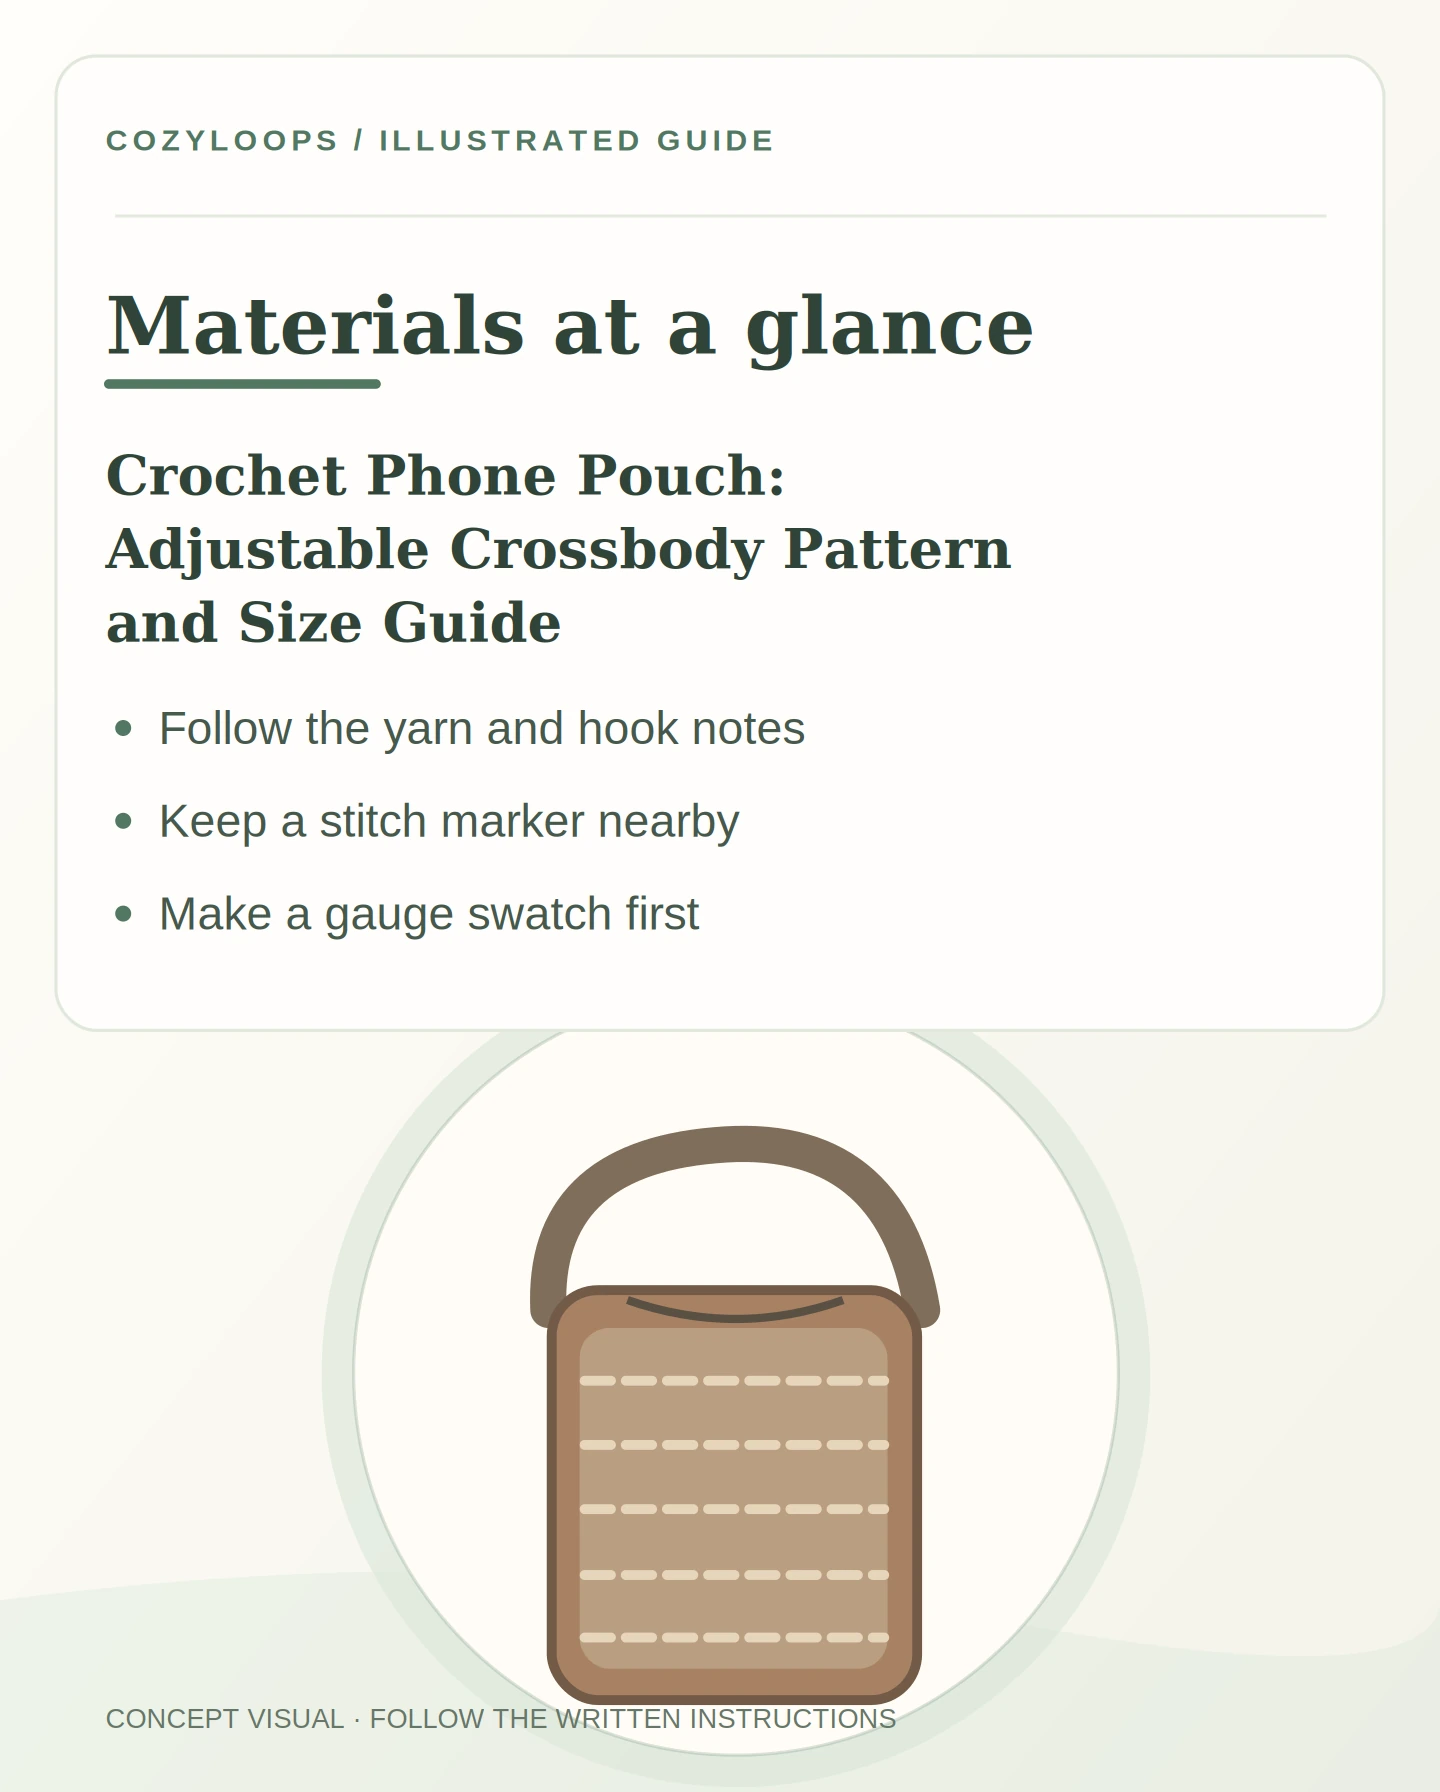 COZYLOOPS / ILLUSTRATED GUIDE
Materials at a glance
Crochet Phone Pouch:
Adjustable Crossbody Pattern
and Size Guide
• Follow the yarn and hook notes
• Keep a stitch marker nearby
• Make a gauge swatch first
CONCEPT VISUAL · FOLLOW THE WRITTEN INSTRUCTIONS